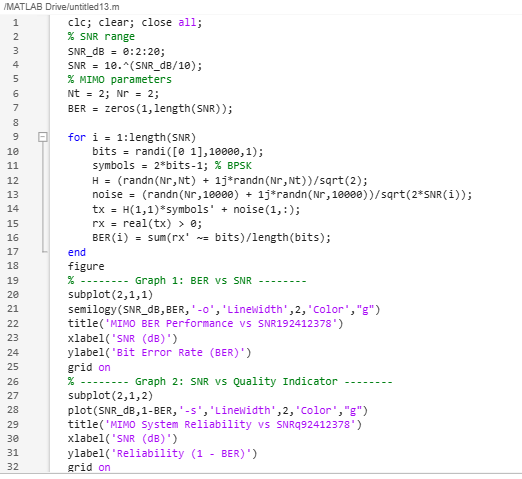 /MATLAB Drive/untitled13.m
1 clc; clear; close all;
2 % SNR range
3 SNR_dB = 0:2:20;
4 SNR = 10.^(SNR_dB/10);
5 % MIMO parameters
6 Nt = 2; Nr = 2;
7 BER = zeros(1,length(SNR));
8
9 for i = 1:length(SNR)
10 bits = randi([0 1],10000,1);
11 symbols = 2*bits-1; % BPSK
12 H = (randn(Nr,Nt) + 1j*randn(Nr,Nt))/sqrt(2);
13 noise = (randn(Nr,10000) + 1j*randn(Nr,10000))/sqrt(2*SNR(i));
14 tx = H(1,1)*symbols' + noise(1,:);
15 rx = real(tx) > 0;
16 BER(i) = sum(rx' ~= bits)/length(bits);
17 end
18 figure
19 % -------- Graph 1: BER vs SNR --------
20 subplot(2,1,1)
21 semilogy(SNR_dB,BER,'-o','LineWidth',2,'Color',"g")
22 title('MIMO BER Performance vs SNR192412378')
23 xlabel('SNR (dB)')
24 ylabel('Bit Error Rate (BER)')
25 grid on
26 % -------- Graph 2: SNR vs Quality Indicator --------
27 subplot(2,1,2)
28 plot(SNR_dB,1-BER,'-s','LineWidth',2,'Color',"g")
29 title('MIMO System Reliability vs SNRq92412378')
30 xlabel('SNR (dB)')
31 ylabel('Reliability (1 - BER)')
32 grid on